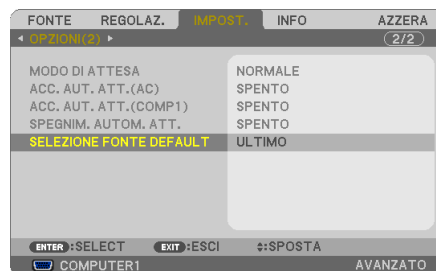 FONTE REGOLAZ. IMPOST. INFO AZZERA
OPZIONI(2) 2/2
MODO DI ATTESA NORMALE
ACC. AUT. ATT.(AC) SPENTO
ACC. AUT. ATT.(COMP1) SPENTO
SPEGNIM. AUTOM. ATT. SPENTO
SELEZIONE FONTE DEFAULT ULTIMO
ENTER :SELECT EXIT :ESCI :SPOSTA
COMPUTER1 AVANZATO